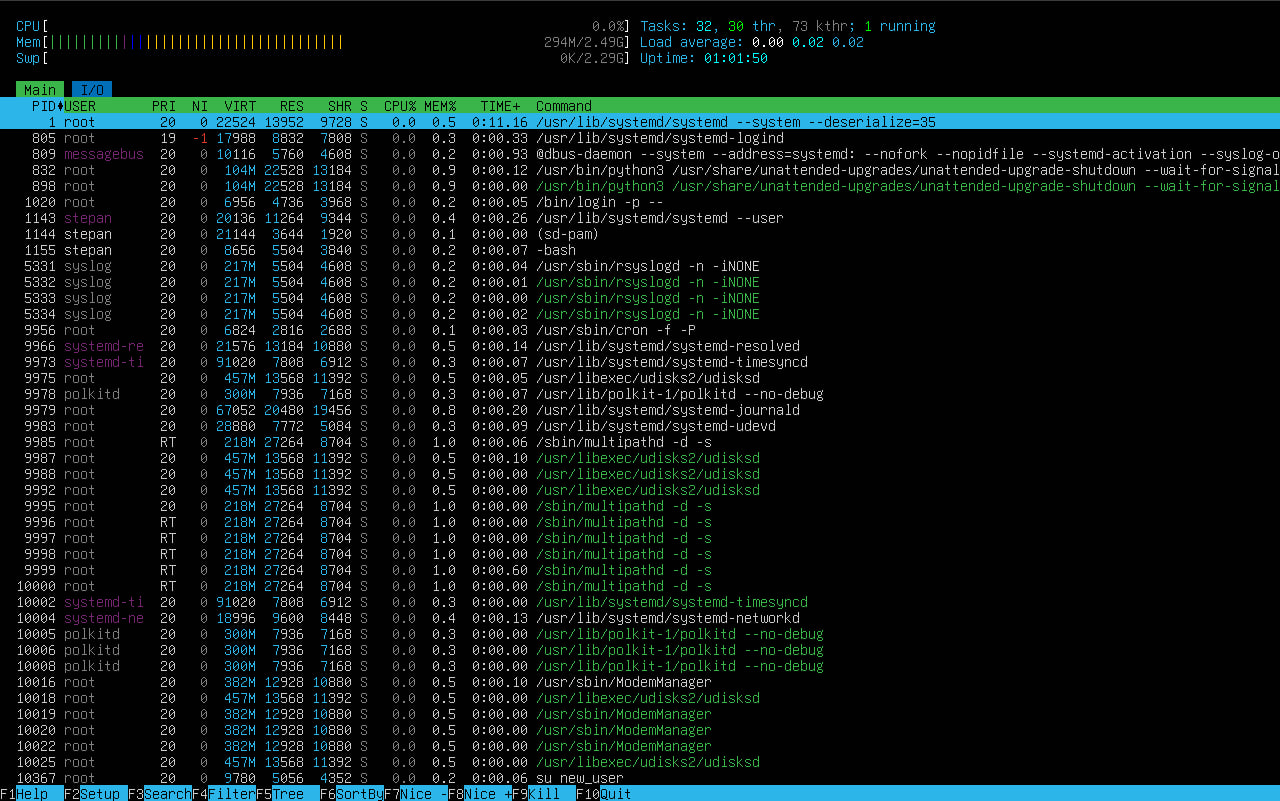 CPU[ 0.0%] Tasks: 32, 30 thr, 73 kthr; 1 running
Mem[|||||||||||||||||||||||||||||||||||||| 294M/2.49G] Load average: 0.00 0.02 0.02
Swp[ 0K/2.29G] Uptime: 01:01:50
Main I/O
PID♦USER PRI NI VIRT RES SHR S CPU% MEM% TIME+ Command
1 root 20 0 22524 13952 9728 S 0.0 0.5 0:11.16 /usr/lib/systemd/systemd --system --deserialize=35
805 root 19 -1 17988 8832 7808 S 0.0 0.3 0:00.33 /usr/lib/systemd/systemd-logind
809 messagebus 20 0 10116 5760 4608 S 0.0 0.2 0:00.93 @dbus-daemon --system --address=systemd: --nofork --nopidfile --systemd-activation --syslog-o
832 root 20 0 104M 22528 13184 S 0.0 0.9 0:00.12 /usr/bin/python3 /usr/share/unattended-upgrades/unattended-upgrade-shutdown --wait-for-signal
898 root 20 0 104M 22528 13184 S 0.0 0.9 0:00.00 /usr/bin/python3 /usr/share/unattended-upgrades/unattended-upgrade-shutdown --wait-for-signal
1020 root 20 0 6956 4736 3968 S 0.0 0.2 0:00.05 /bin/login -p --
1143 stepan 20 0 20136 11264 9344 S 0.0 0.4 0:00.26 /usr/lib/systemd/systemd --user
1144 stepan 20 0 21144 3644 1920 S 0.0 0.1 0:00.00 (sd-pam)
1155 stepan 20 0 8656 5504 3840 S 0.0 0.2 0:00.07 -bash
5331 syslog 20 0 217M 5504 4608 S 0.0 0.2 0:00.04 /usr/sbin/rsyslogd -n -iNONE
5332 syslog 20 0 217M 5504 4608 S 0.0 0.2 0:00.01 /usr/sbin/rsyslogd -n -iNONE
5333 syslog 20 0 217M 5504 4608 S 0.0 0.2 0:00.00 /usr/sbin/rsyslogd -n -iNONE
5334 syslog 20 0 217M 5504 4608 S 0.0 0.2 0:00.02 /usr/sbin/rsyslogd -n -iNONE
9956 root 20 0 6824 2816 2688 S 0.0 0.1 0:00.03 /usr/sbin/cron -f -P
9966 systemd-re 20 0 21576 13184 10880 S 0.0 0.5 0:00.14 /usr/lib/systemd/systemd-resolved
9973 systemd-ti 20 0 91020 7808 6912 S 0.0 0.3 0:00.07 /usr/lib/systemd/systemd-timesyncd
9975 root 20 0 457M 13568 11392 S 0.0 0.5 0:00.05 /usr/libexec/udisks2/udisksd
9978 polkitd 20 0 300M 7936 7168 S 0.0 0.3 0:00.07 /usr/lib/polkit-1/polkitd --no-debug
9979 root 20 0 67052 20480 19456 S 0.0 0.8 0:00.20 /usr/lib/systemd/systemd-journald
9983 root 20 0 28880 7772 5084 S 0.0 0.3 0:00.09 /usr/lib/systemd/systemd-udevd
9985 root RT 0 218M 27264 8704 S 0.0 1.0 0:00.06 /sbin/multipathd -d -s
9987 root 20 0 457M 13568 11392 S 0.0 0.5 0:00.10 /usr/libexec/udisks2/udisksd
9988 root 20 0 457M 13568 11392 S 0.0 0.5 0:00.00 /usr/libexec/udisks2/udisksd
9992 root 20 0 457M 13568 11392 S 0.0 0.5 0:00.00 /usr/libexec/udisks2/udisksd
9995 root 20 0 218M 27264 8704 S 0.0 1.0 0:00.00 /sbin/multipathd -d -s
9996 root RT 0 218M 27264 8704 S 0.0 1.0 0:00.00 /sbin/multipathd -d -s
9997 root RT 0 218M 27264 8704 S 0.0 1.0 0:00.00 /sbin/multipathd -d -s
9998 root RT 0 218M 27264 8704 S 0.0 1.0 0:00.00 /sbin/multipathd -d -s
9999 root RT 0 218M 27264 8704 S 0.0 1.0 0:00.60 /sbin/multipathd -d -s
10000 root RT 0 218M 27264 8704 S 0.0 1.0 0:00.00 /sbin/multipathd -d -s
10002 systemd-ti 20 0 91020 7808 6912 S 0.0 0.3 0:00.00 /usr/lib/systemd/systemd-timesyncd
10004 systemd-ne 20 0 18996 9600 8448 S 0.0 0.4 0:00.13 /usr/lib/systemd/systemd-networkd
10005 polkitd 20 0 300M 7936 7168 S 0.0 0.3 0:00.00 /usr/lib/polkit-1/polkitd --no-debug
10006 polkitd 20 0 300M 7936 7168 S 0.0 0.3 0:00.00 /usr/lib/polkit-1/polkitd --no-debug
10008 polkitd 20 0 300M 7936 7168 S 0.0 0.3 0:00.00 /usr/lib/polkit-1/polkitd --no-debug
10016 root 20 0 382M 12928 10880 S 0.0 0.5 0:00.10 /usr/sbin/ModemManager
10018 root 20 0 457M 13568 11392 S 0.0 0.5 0:00.00 /usr/libexec/udisks2/udisksd
10019 root 20 0 382M 12928 10880 S 0.0 0.5 0:00.00 /usr/sbin/ModemManager
10020 root 20 0 382M 12928 10880 S 0.0 0.5 0:00.00 /usr/sbin/ModemManager
10022 root 20 0 382M 12928 10880 S 0.0 0.5 0:00.00 /usr/sbin/ModemManager
10025 root 20 0 457M 13568 11392 S 0.0 0.5 0:00.00 /usr/libexec/udisks2/udisksd
10367 root 20 0 9780 5056 4352 S 0.0 0.2 0:00.06 su new_user
F1Help F2Setup F3SearchF4FilterF5Tree F6SortByF7Nice -F8Nice +F9Kill F10Quit